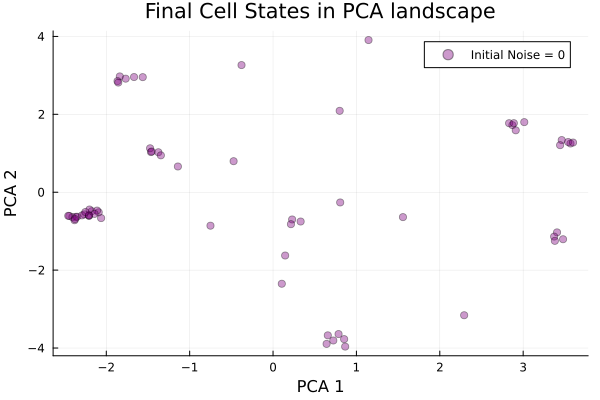 Final Cell States in PCA landscape
Initial Noise = 0
4
2
0
−2
−4
PCA 2
−2
−1
0
1
2
3
PCA 1